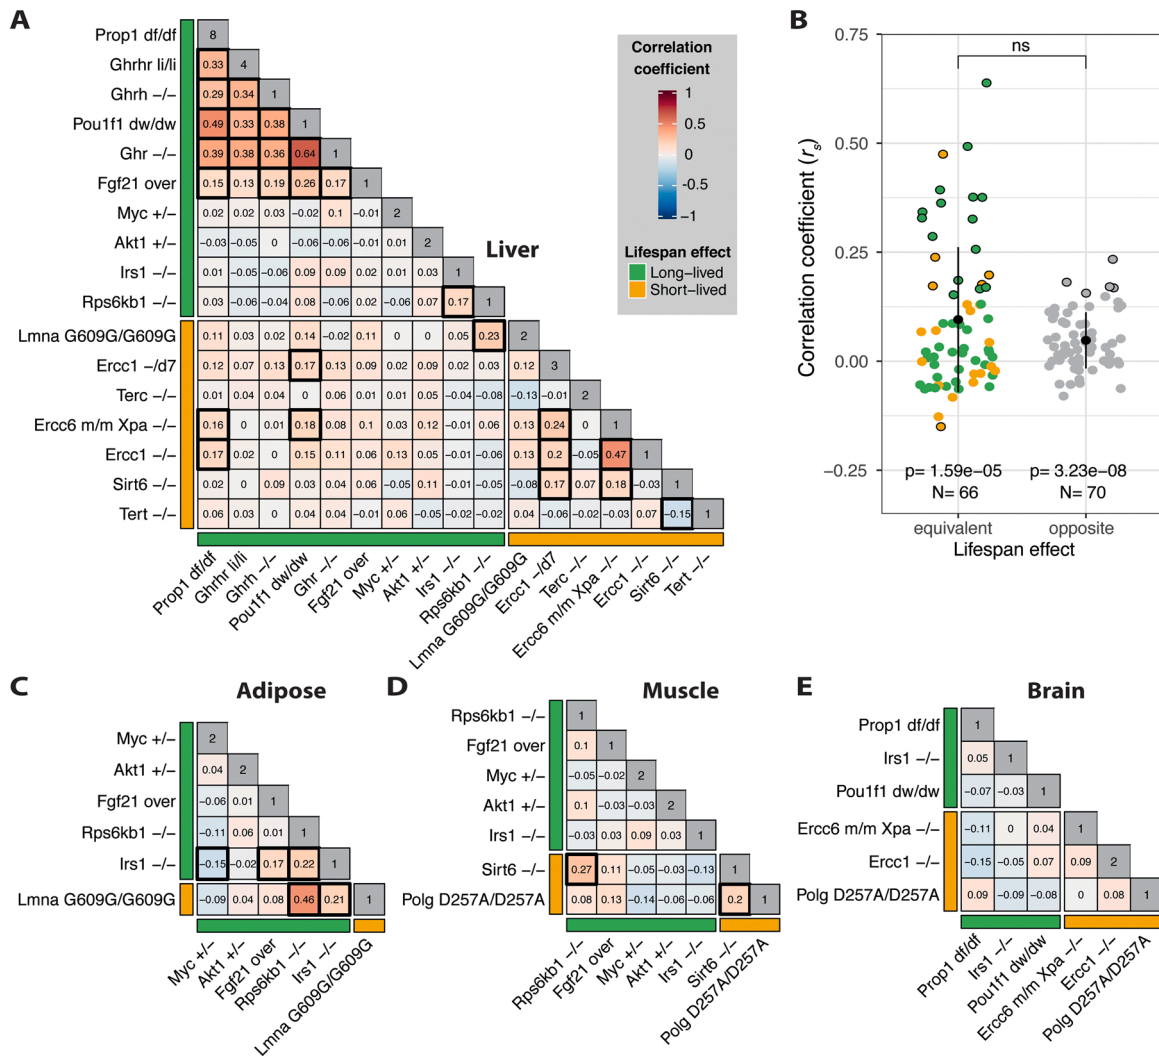 A
Prop1 df/df 8
Ghrhr li/li 0.33 4
Ghrh −/− 0.29 0.34 1
Pou1f1 dw/dw 0.49 0.33 0.38 1
Ghr −/− 0.39 0.38 0.36 0.64 1
Fgf21 over 0.15 0.13 0.19 0.26 0.17 1
Myc +/− 0.02 0.02 0.03 −0.02 0.1 −0.01 2
Akt1 +/− −0.03 −0.05 0 −0.06 −0.06 −0.01 0.01 2
Irs1 −/− 0.01 −0.05 −0.06 0.09 0.09 0.02 0.01 0.03 1
Rps6kb1 −/− 0.03 −0.06 −0.04 0.08 −0.06 0.02 −0.06 0.07 0.17 1
Lmna G609G/G609G 0.11 0.03 0.02 0.14 −0.02 0.11 0 0 0.05 0.23 2
Ercc1 −/d7 0.12 0.07 0.13 0.17 0.13 0.09 0.02 0.09 0.02 0.03 0.12 3
Terc −/− 0.01 0.04 0.04 0 0.06 0.01 0.01 0.05 −0.04 −0.08 −0.13 −0.01 2
Ercc6 m/m Xpa −/− 0.16 0 0.01 0.18 0.08 0.1 0.03 0.12 −0.01 0.06 0.13 0.24 0 1
Ercc1 −/− 0.17 0.02 0 0.15 0.11 0.06 0.13 0.05 −0.01 −0.06 0.13 0.2 −0.05 0.47 1
Sirt6 −/− 0.02 0 0.09 0.03 0.04 0.06 −0.05 0.11 −0.01 −0.04 −0.08 0.17 0.07 0.18 −0.03 1
Tert −/− 0.06 0.03 0 0.04 0.04 −0.01 0.06 −0.05 −0.02 −0.02 0.04 −0.06 −0.02 −0.03 0.07 −0.15 1
Prop1 df/df
Ghrhr li/li
Ghrh −/−
Pou1f1 dw/dw
Ghr −/−
Fgf21 over
Myc +/−
Akt1 +/−
Irs1 −/−
Rps6kb1 −/−
Lmna G609G/G609G
Ercc1 −/d7
Terc −/−
Ercc6 m/m Xpa −/−
Ercc1 −/−
Sirt6 −/−
Tert −/−
Liver
Correlation
coefficient
1
0.5
0
−0.5
−1
Lifespan effect
Long−lived
Short−lived
B
Correlation coefficient (rs)
0.75
0.50
0.25
0.00
−0.25
ns
p= 1.59e−05 p= 3.23e−08
N= 66 N= 70
equivalent opposite
Lifespan effect
C
Adipose
Myc +/− 2
Akt1 +/− 0.04 2
Fgf21 over −0.06 0.01 1
Rps6kb1 −/− −0.11 0.06 0.01 1
Irs1 −/− −0.15 −0.02 0.17 0.22 1
Lmna G609G/G609G −0.09 0.04 0.08 0.46 0.21 1
Myc +/−
Akt1 +/−
Fgf21 over
Rps6kb1 −/−
Irs1 −/−
Lmna G609G/G609G
D
Muscle
Rps6kb1 −/− 1
Fgf21 over 0.1 1
Myc +/− −0.05 −0.02 2
Akt1 +/− 0.1 −0.03 −0.03 2
Irs1 −/− −0.03 0.03 0.09 0.03 1
Sirt6 −/− 0.27 0.11 −0.05 −0.03 −0.13 1
Polg D257A/D257A 0.08 0.13 −0.14 −0.06 −0.06 0.2 1
Rps6kb1 −/−
Fgf21 over
Myc +/−
Akt1 +/−
Irs1 −/−
Sirt6 −/−
Polg D257A/D257A
E
Brain
Prop1 df/df 1
Irs1 −/− 0.05 1
Pou1f1 dw/dw −0.07 −0.03 1
Ercc6 m/m Xpa −/− −0.11 0 0.04 1
Ercc1 −/− −0.15 −0.05 0.07 0.09 2
Polg D257A/D257A 0.09 −0.09 −0.08 0 0.08 1
Prop1 df/df
Irs1 −/−
Pou1f1 dw/dw
Ercc6 m/m Xpa −/−
Ercc1 −/−
Polg D257A/D257A